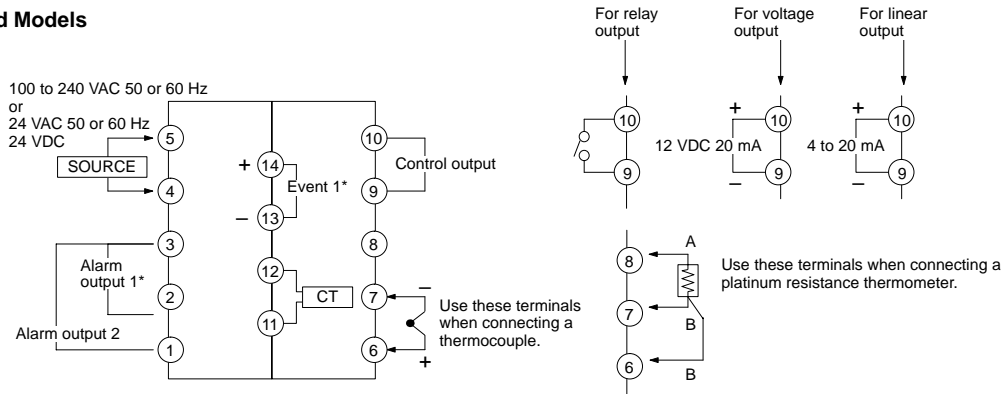 d Models
100 to 240 VAC 50 or 60 Hz
or
24 VAC 50 or 60 Hz
24 VDC
SOURCE
5
4
3
2
1
Alarm
output 1*
Alarm output 2
+
14
Event 1*
–
13
12
CT
11
10
Control output
9
8
7
–
Use these terminals
when connecting a
thermocouple.
6
+
For relay
output
10
9
For voltage
output
+
10
12 VDC 20 mA
–
9
For linear
output
+
10
4 to 20 mA
–
9
8
A
7
B
6
B
Use these terminals when connecting a
platinum resistance thermometer.